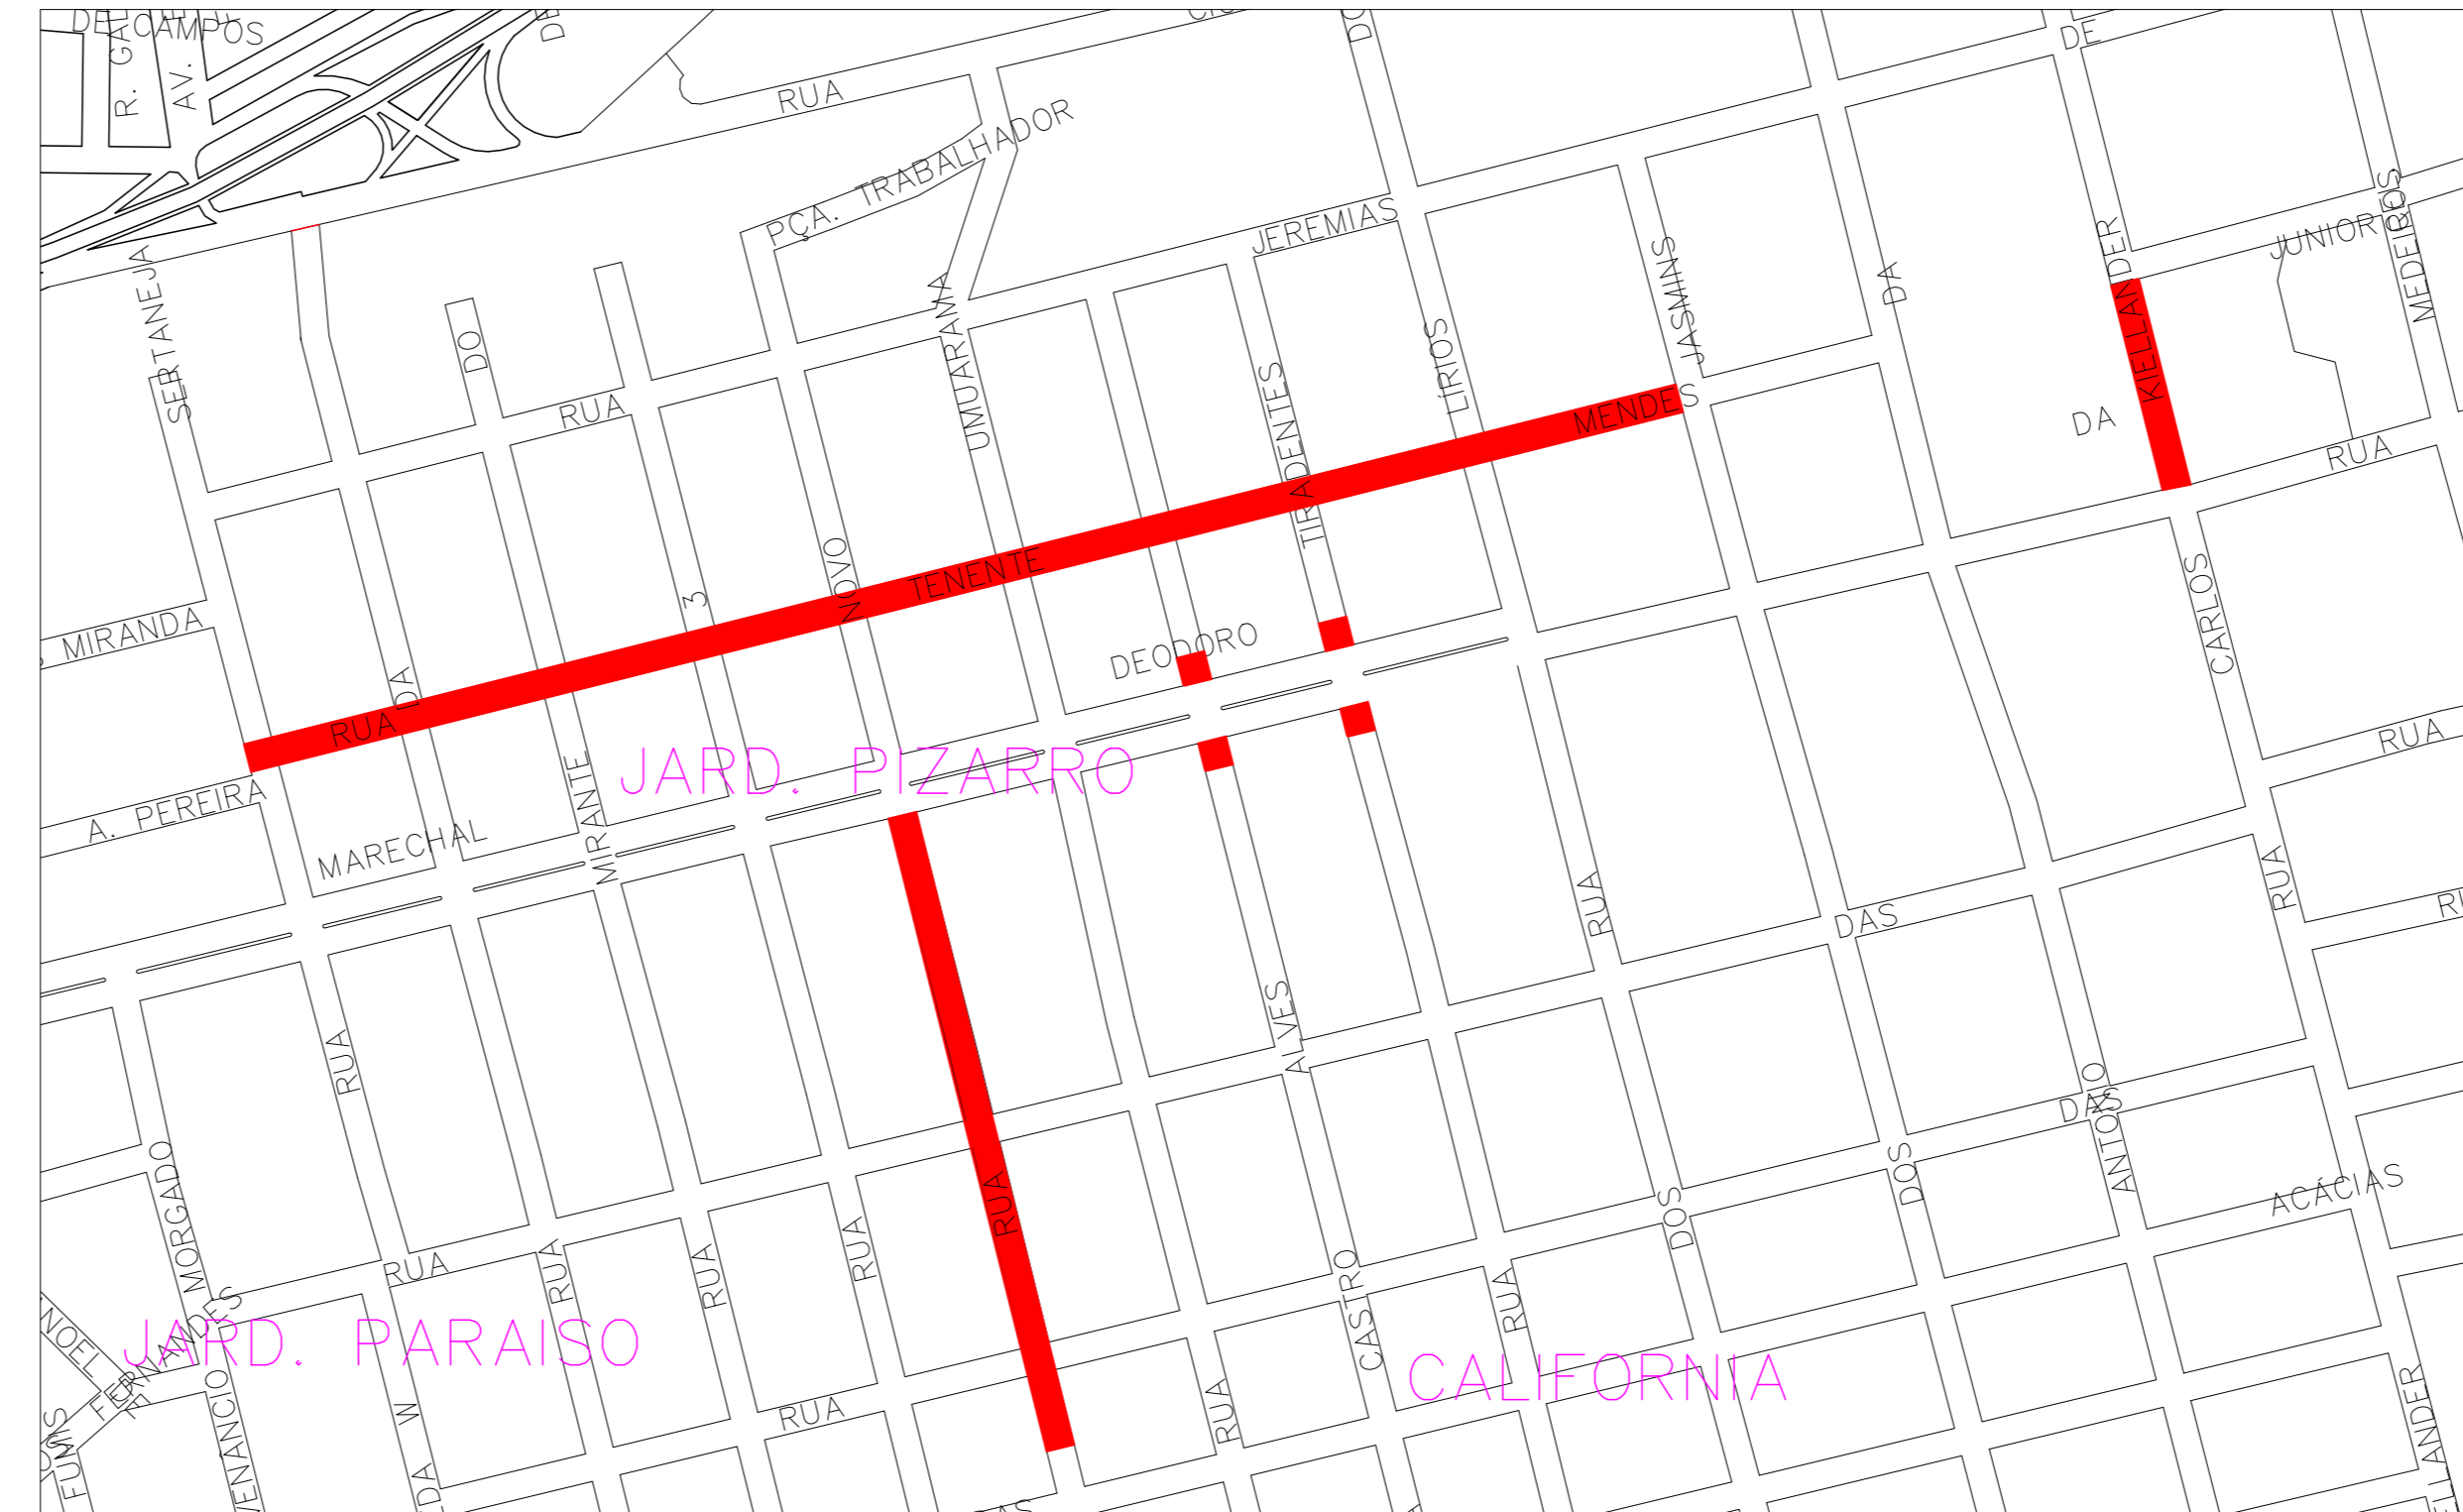 DE CAMPOS
R. GAE
AV.
DE
RUA
PÇA. TRABALHADOR
DE
JEREMIAS
JUNIOR
MEDEIROS
SERTANEJA
DO
RUA
UMUARAMA
TIRADENTES
LÍRIOS
JASMINS
DA
KIELLANDER
MENDES
DA
RUA
MIRANDA
3
NOVO
TENENTE
DEODORO
CARLOS
RUA DA
RUA
JARD. PIZARRO
A. PEREIRA
MARECHAL
MIRANTE
RUA
RUA
DAS
RUA
ALVES
DAS
ANTONIO
MORGADO
RUA
DOS
DOS
ACÁCIAS
RUA
RUA
RUA
RUA
CASTRO
RUA
NOEL
FERNANDES
JARD. PARAISO
CALIFORNIA
VENÂNCIO
RUA
RUA
DA M